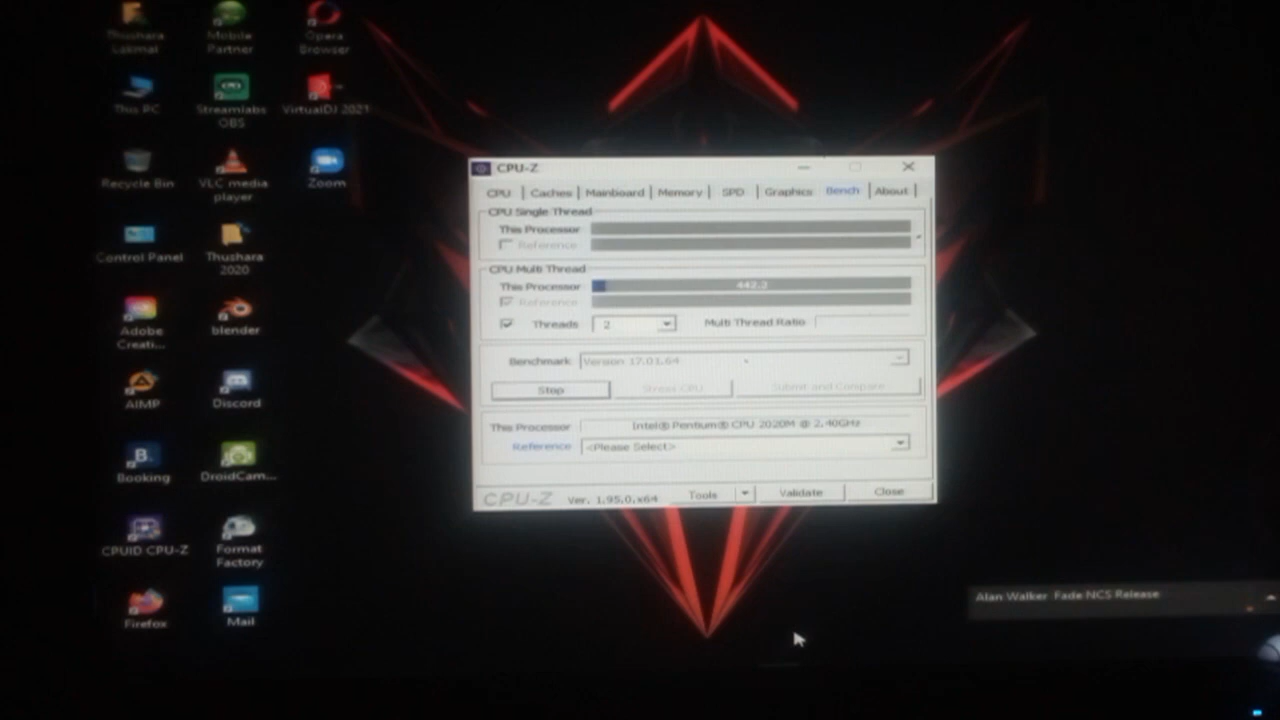 Thushara
Lakmal
Mobile
Partner
Opera
Browser
This PC
Streamlabs
OBS
VirtualDJ 2021
Recycle Bin
VLC media
player
Zoom
Control Panel
Thushara
2020
Adobe
Creati...
blender
AIMP
Discord
Booking
DroidCam...
CPUID CPU-Z
Format
Factory
Firefox
Mail
CPU-Z
CPU Caches Mainboard Memory SPD Graphics Bench About
CPU Single Thread
This Processor
Reference
CPU Multi Thread
This Processor 442.2
Reference
Threads 2 Multi Thread Ratio
Benchmark Version 17.01.64
Stop Stress CPU Submit and Compare
This Processor Intel® Pentium® CPU 2020M @ 2.40GHz
Reference <Please Select>
CPU-Z Ver. 1.95.0.x64 Tools Validate Close
Alan Walker Fade NCS Release